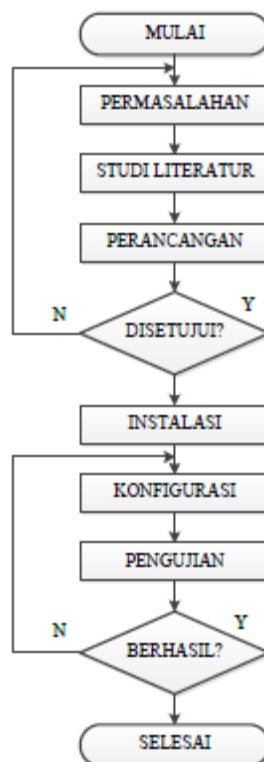 MULAI
PERMASALAHAN
STUDI LITERATUR
PERANCANGAN
N
Y
DISETUJUI?
INSTALASI
KONFIGURASI
PENGUJIAN
N
Y
BERHASIL?
SELESAI